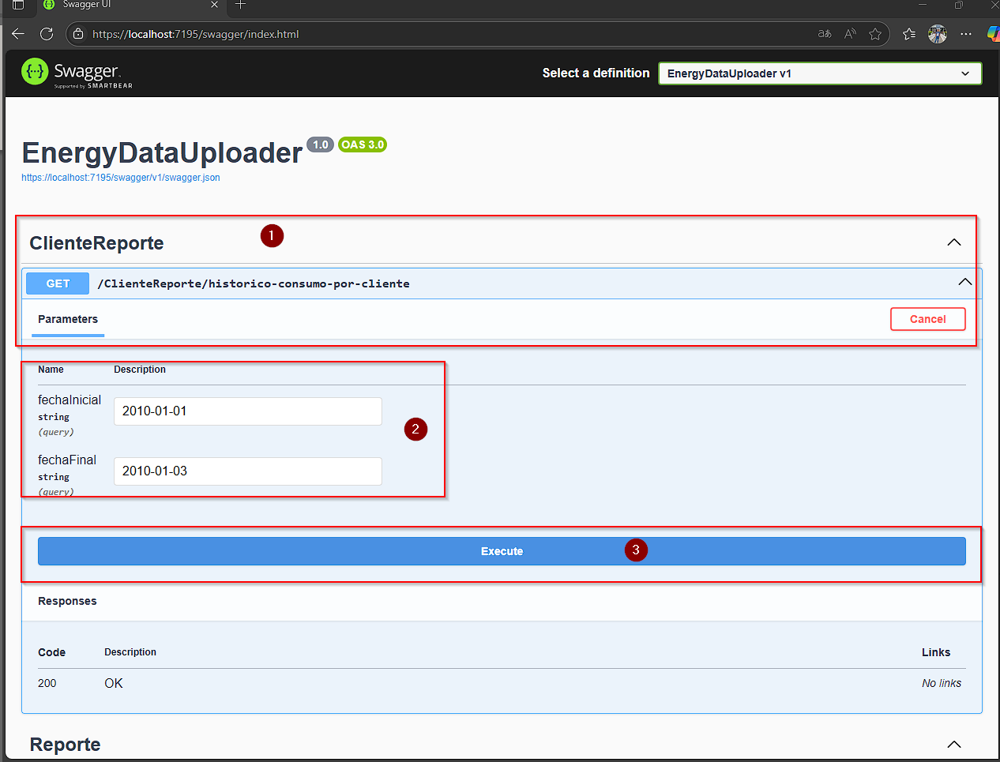 Swagger UI
https://localhost:7195/swagger/index.html
Swagger
Supported by SMARTBEAR
Select a definition
EnergyDataUploader v1
EnergyDataUploader 1.0 OAS 3.0
https://localhost:7195/swagger/v1/swagger.json
ClienteReporte
1
GET /ClienteReporte/historico-consumo-por-cliente
Parameters
Cancel
Name Description
fechaInicial
string
(query)
2010-01-01
2
fechaFinal
string
(query)
2010-01-03
Execute
3
Responses
Code Description Links
200 OK No links
Reporte